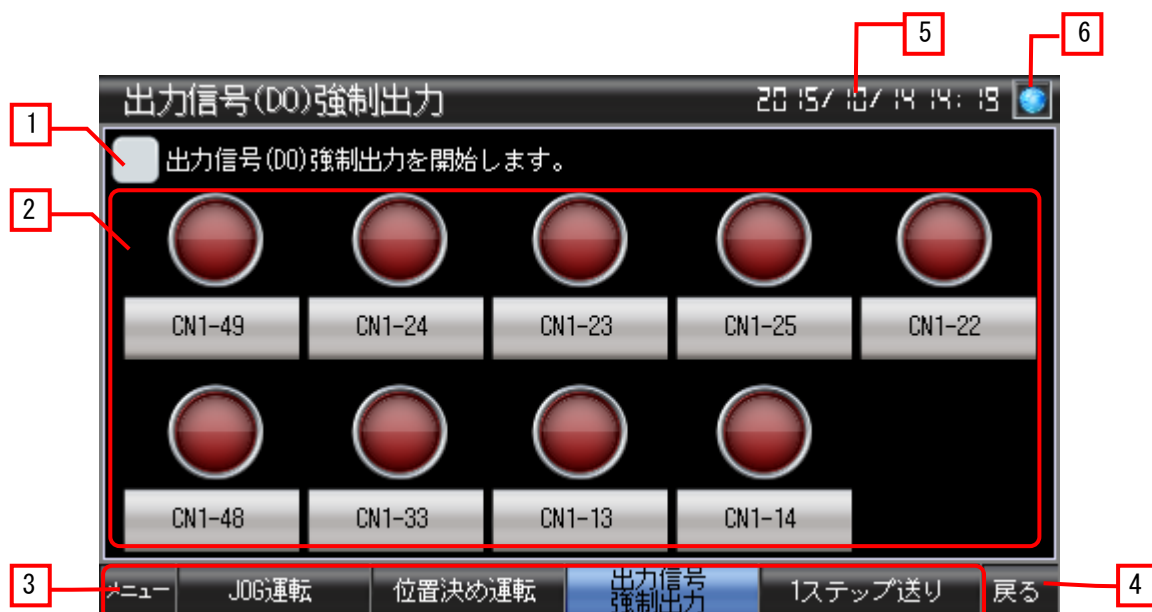 5
6
出力信号(DO)強制出力
2015/10/14 14:19
1
出力信号(DO)強制出力を開始します。
2
CN1-49
CN1-24
CN1-23
CN1-25
CN1-22
CN1-48
CN1-33
CN1-13
CN1-14
3
メニュー
JOG運転
位置決め運転
出力信号
強制出力
1ステップ送り
戻る
4